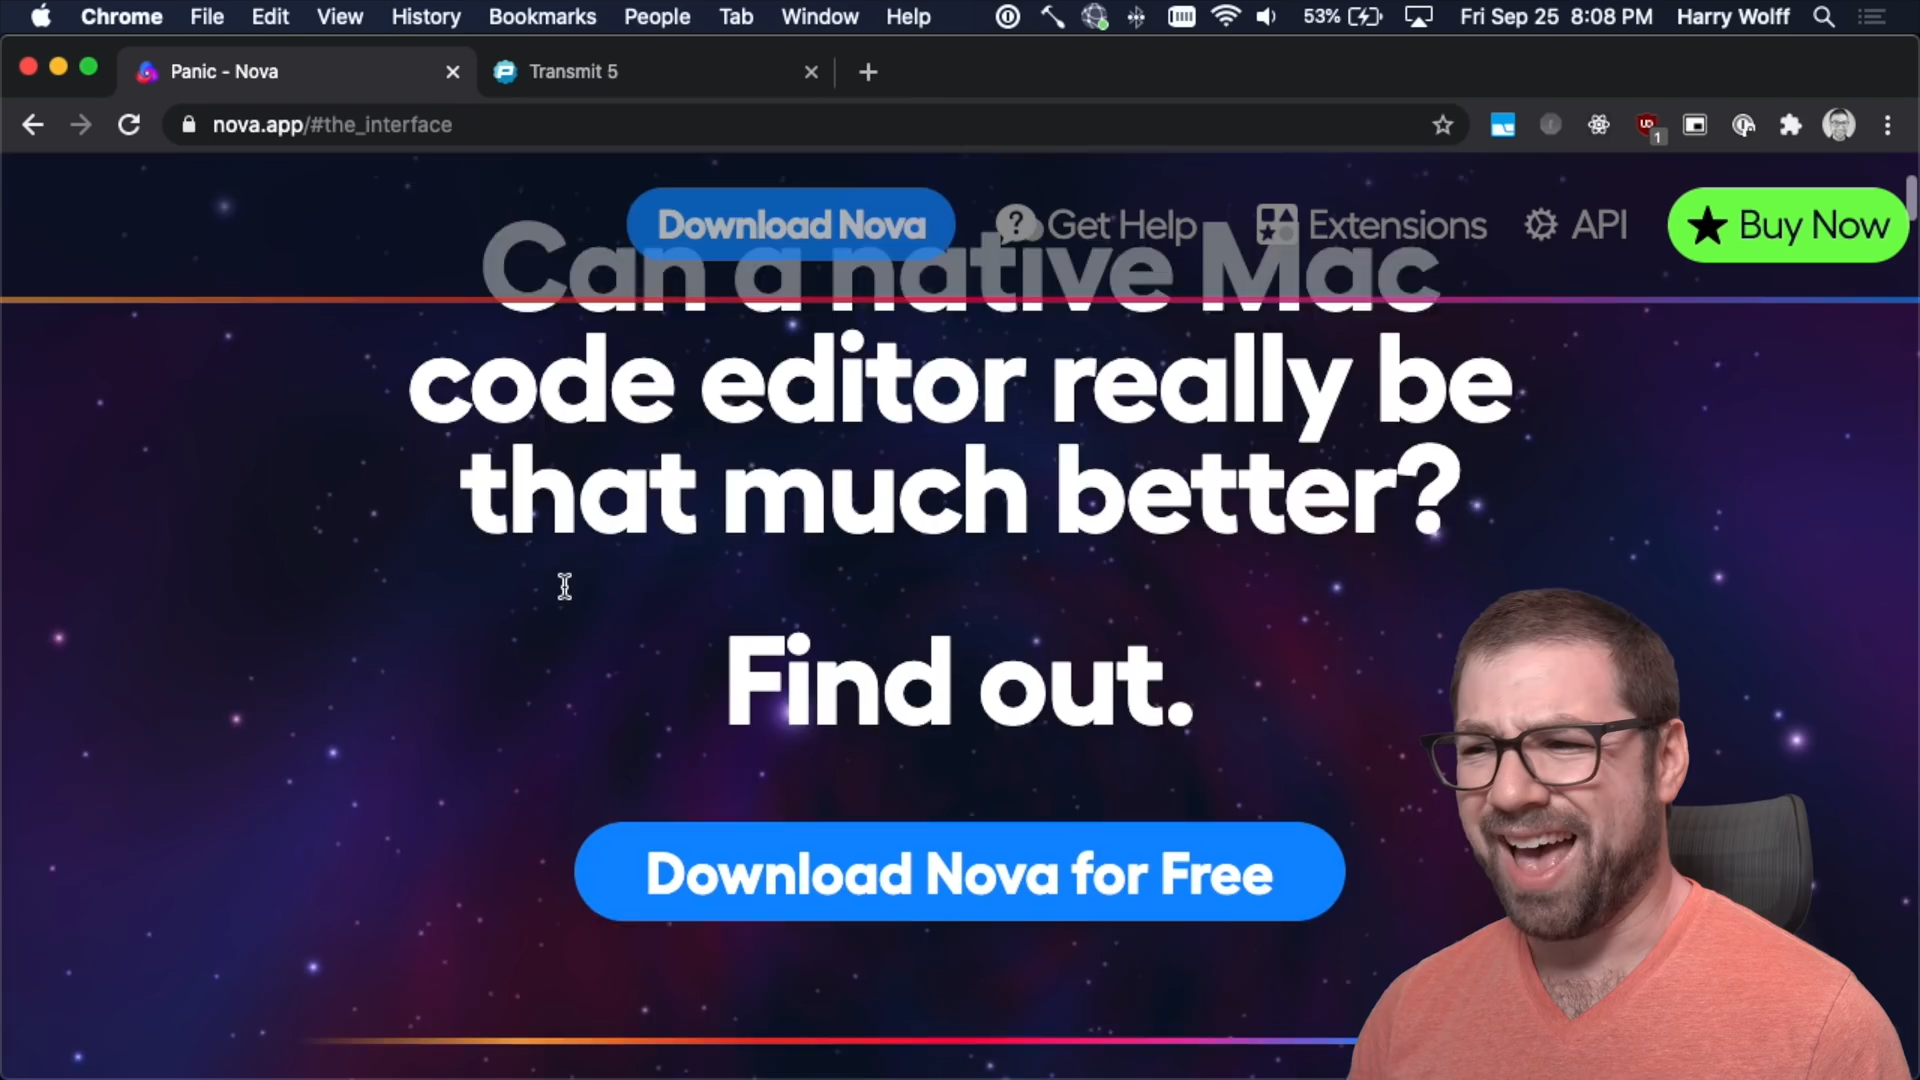 Chrome File Edit View History Bookmarks People Tab Window Help 53% Fri Sep 25 8:08 PM Harry Wolff
Panic - Nova Transmit 5
nova.app/#the_interface
1
Download Nova Get Help Extensions API Buy Now
Can a native Mac
code editor really be
that much better?
Find out.
Download Nova for Free